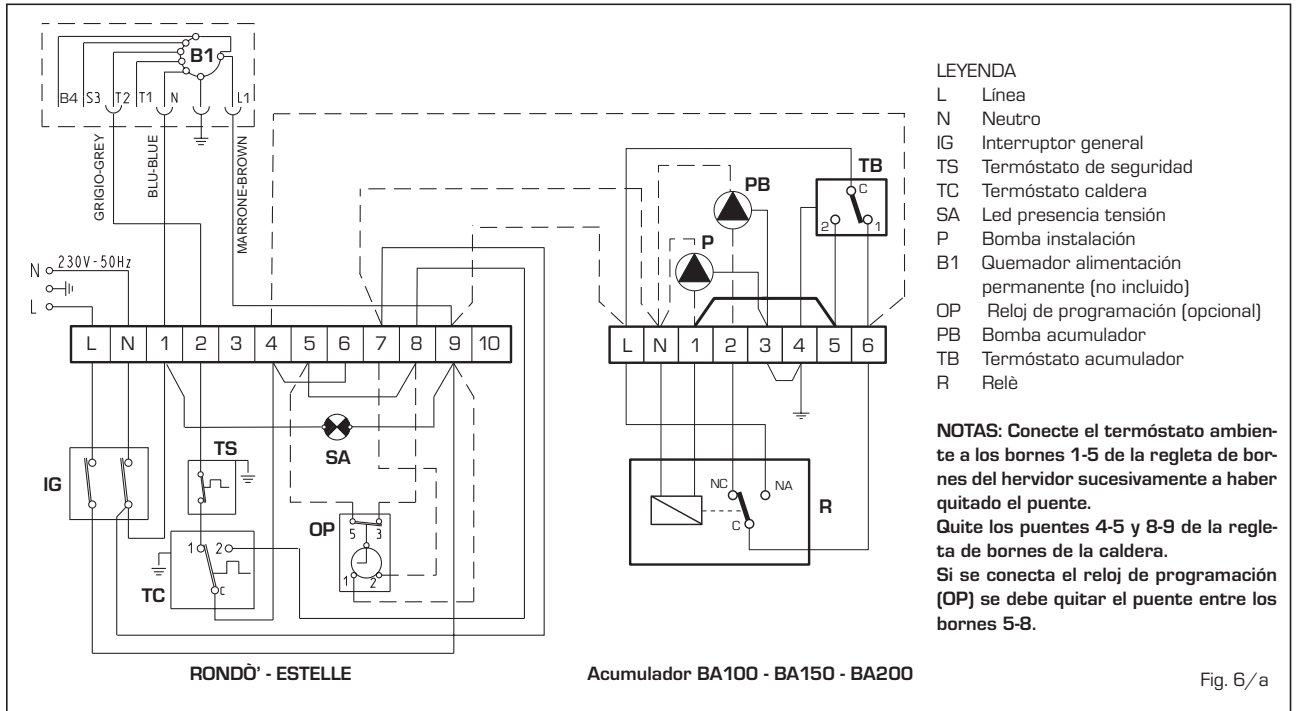 B1
B4 S3 T2 T1 N L1
GRIGIO-GREY
BLU-BLUE
MARRONE-BROWN
N 230V-50Hz
L
L N 1 2 3 4 5 6 7 8 9 10
SA
TS
IG
TC
1 2
C
OP
5 3
1 2
RONDÒ' - ESTELLE
PB
P
TB
C
2 1
L N 1 2 3 4 5 6
NC NA
C
R
Acumulador BA100 - BA150 - BA200
LEYENDA
L Línea
N Neutro
IG Interruptor general
TS Termóstato de seguridad
TC Termóstato caldera
SA Led presencia tensión
P Bomba instalación
B1 Quemador alimentación
permanente (no incluido)
OP Reloj de programación (opcional)
PB Bomba acumulador
TB Termóstato acumulador
R Relè
NOTAS: Conecte el termóstato ambien-
te a los bornes 1-5 de la regleta de bor-
nes del hervidor sucesivamente a haber
quitado el puente.
Quite los puentes 4-5 y 8-9 de la regle-
ta de bornes de la caldera.
Si se conecta el reloj de programación
(OP) se debe quitar el puente entre los
bornes 5-8.
Fig. 6/a